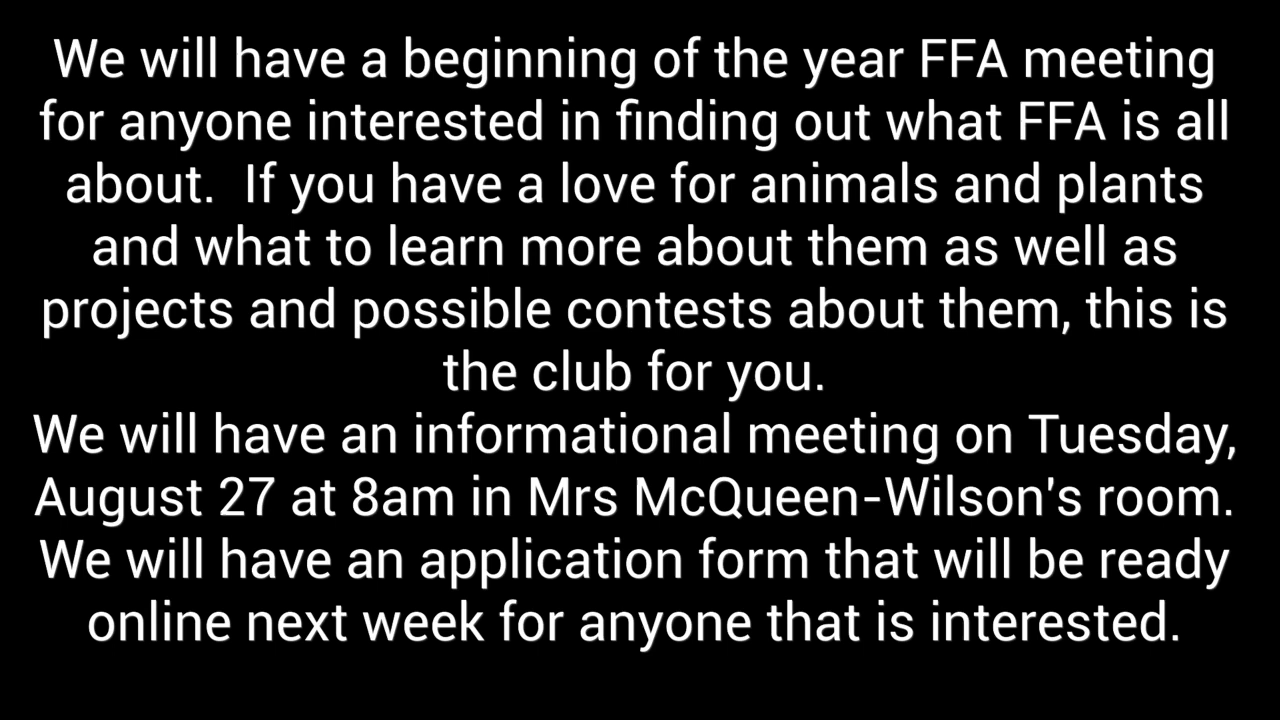 We will have a beginning of the year FFA meeting
for anyone interested in finding out what FFA is all
about.  If you have a love for animals and plants
and what to learn more about them as well as
projects and possible contests about them, this is
the club for you.
We will have an informational meeting on Tuesday,
August 27 at 8am in Mrs McQueen-Wilson's room.
We will have an application form that will be ready
online next week for anyone that is interested.